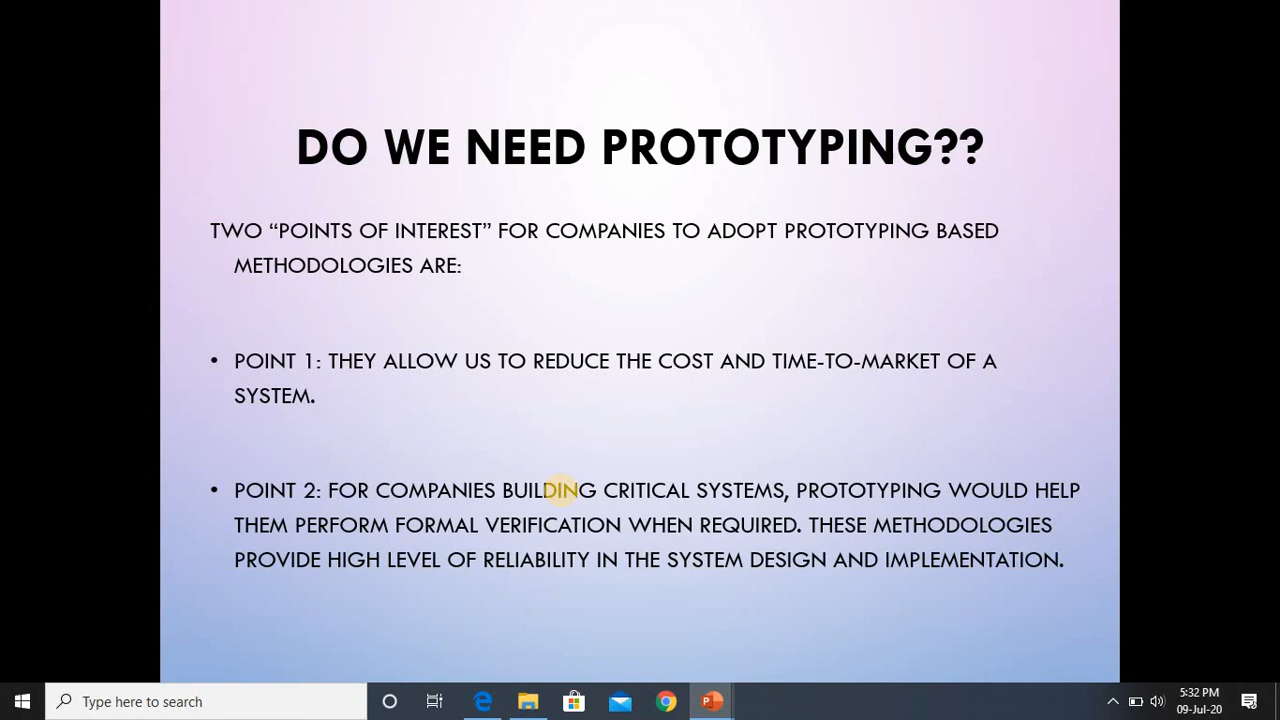 DO WE NEED PROTOTYPING??
TWO “POINTS OF INTEREST” FOR COMPANIES TO ADOPT PROTOTYPING BASED
METHODOLOGIES ARE:
• POINT 1: THEY ALLOW US TO REDUCE THE COST AND TIME-TO-MARKET OF A
SYSTEM.
• POINT 2: FOR COMPANIES BUILDING CRITICAL SYSTEMS, PROTOTYPING WOULD HELP
THEM PERFORM FORMAL VERIFICATION WHEN REQUIRED. THESE METHODOLOGIES
PROVIDE HIGH LEVEL OF RELIABILITY IN THE SYSTEM DESIGN AND IMPLEMENTATION.
Type here to search
5:32 PM
09-Jul-20